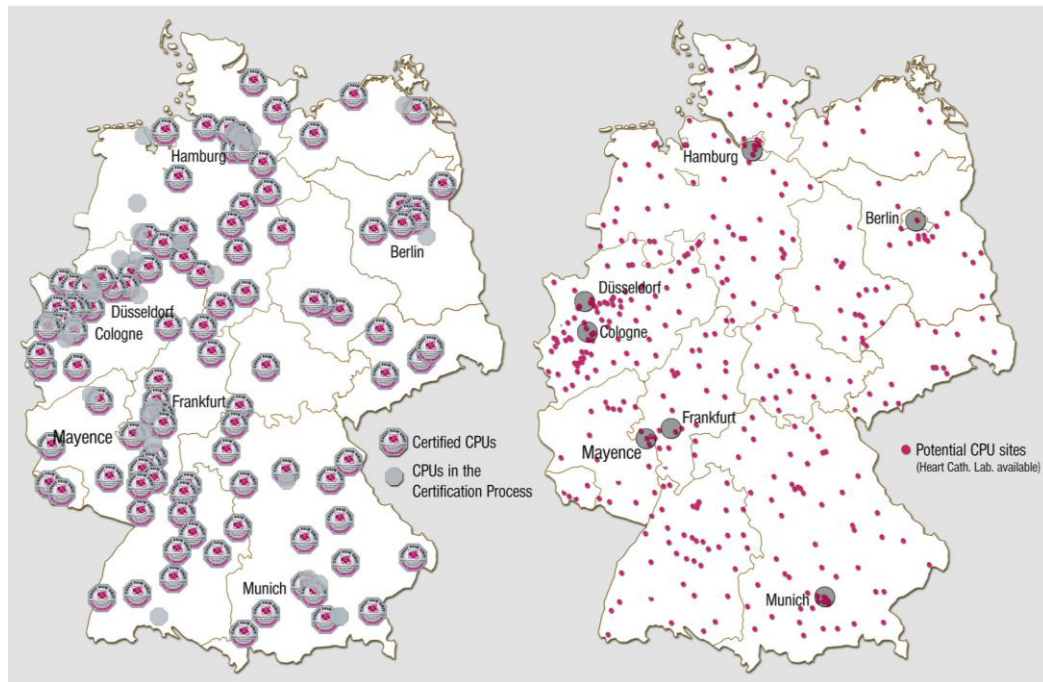 Hamburg
Berlin
Düsseldorf
Cologne
Frankfurt
Mayence
Munich
Certified CPUs
CPUs in the
Certification Process
Hamburg
Berlin
Düsseldorf
Cologne
Frankfurt
Mayence
Munich
Potential CPU sites
(Heart Cath. Lab. available)